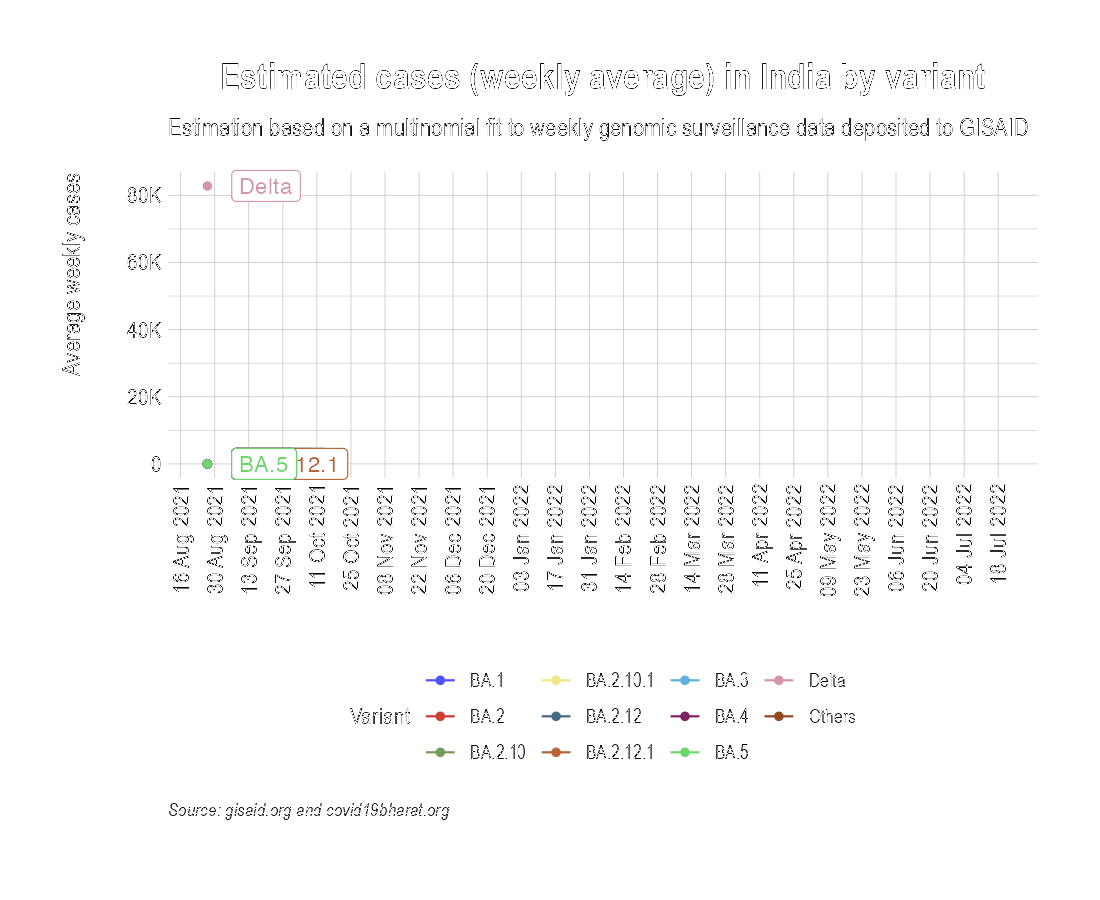 Estimated cases (weekly average) in India by variant
Estimation based on a multinomial fit to weekly genomic surveillance data deposited to GISAID
Average weekly cases
80K
60K
40K
20K
0
Delta
BA.5
12.1
16 Aug 2021
30 Aug 2021
13 Sep 2021
27 Sep 2021
11 Oct 2021
25 Oct 2021
08 Nov 2021
22 Nov 2021
06 Dec 2021
20 Dec 2021
03 Jan 2022
17 Jan 2022
31 Jan 2022
14 Feb 2022
28 Feb 2022
14 Mar 2022
28 Mar 2022
11 Apr 2022
25 Apr 2022
09 May 2022
23 May 2022
06 Jun 2022
20 Jun 2022
04 Jul 2022
18 Jul 2022
Variant
BA.1
BA.2
BA.2.10
BA.2.10.1
BA.2.12
BA.2.12.1
BA.3
BA.4
BA.5
Delta
Others
Source: gisaid.org and covid19bharat.org